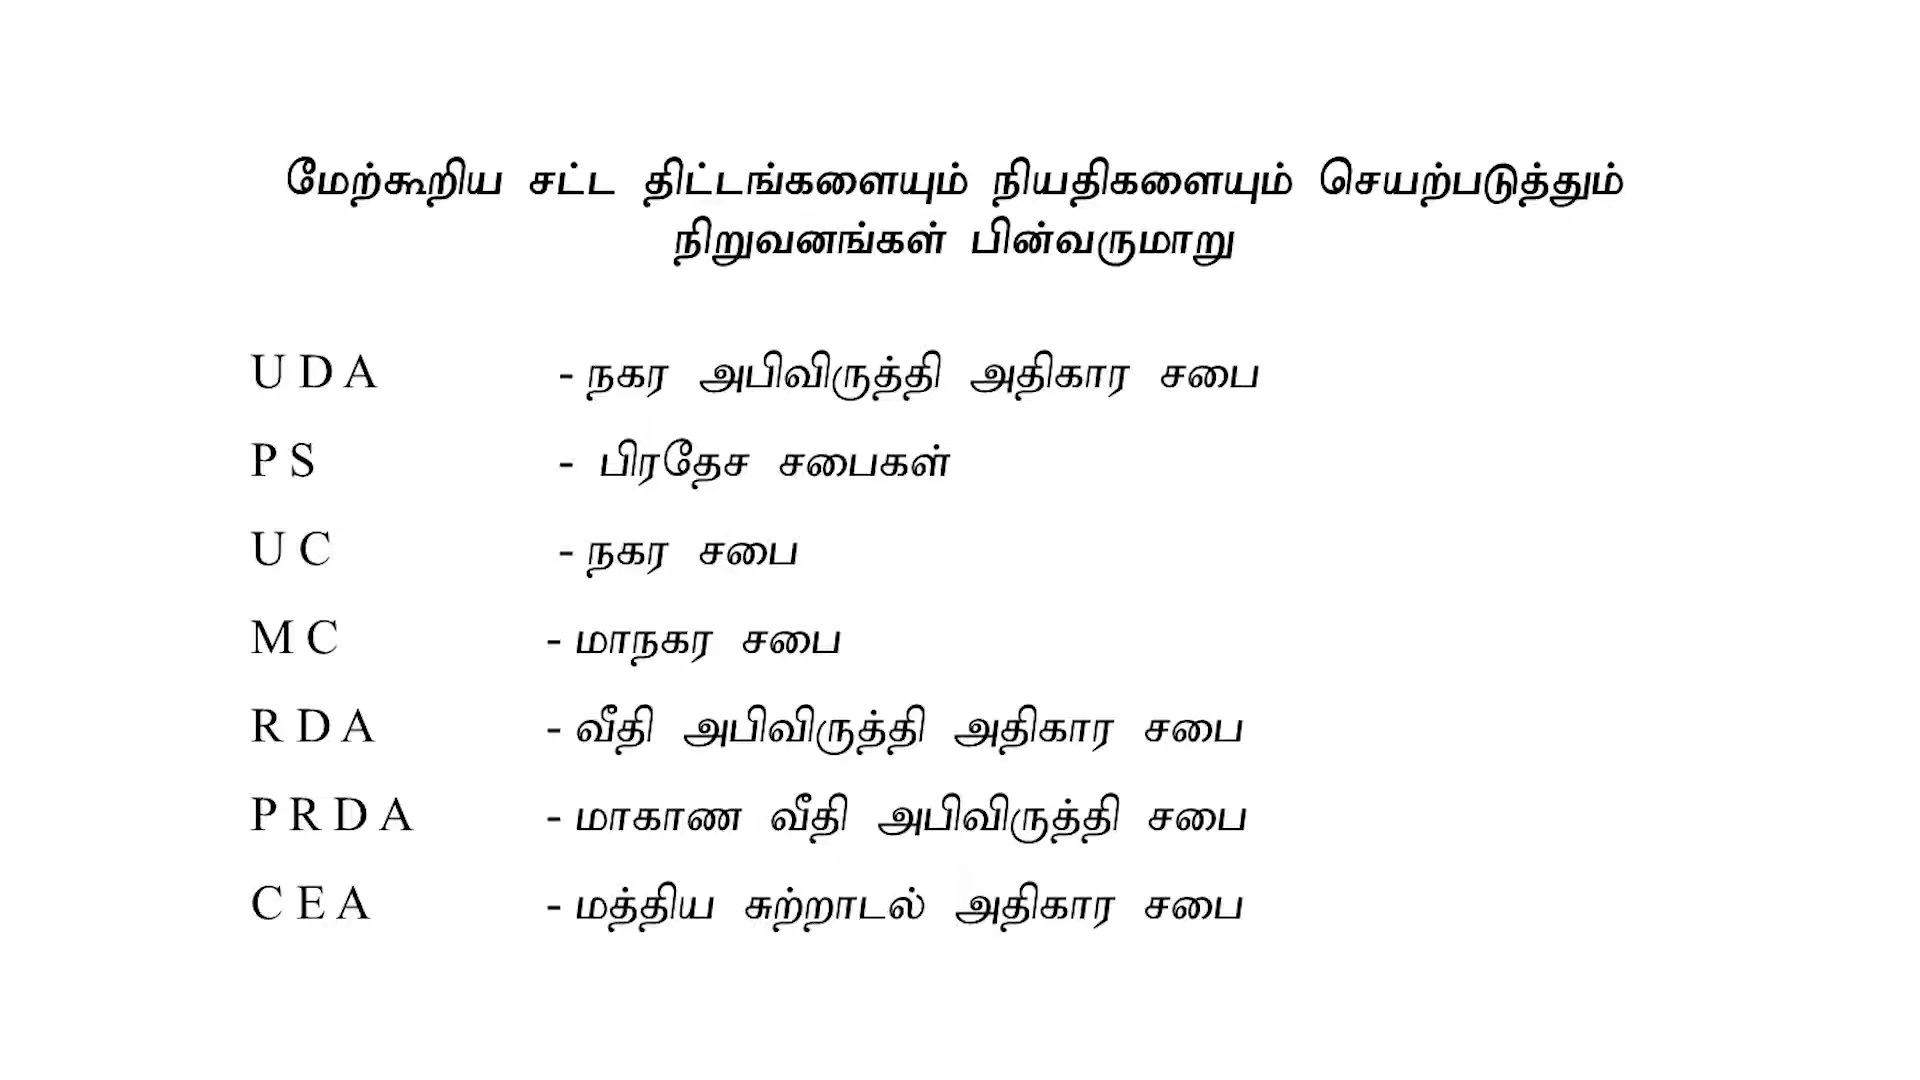 மேற்கூறிய சட்ட திட்டங்களையும் நியதிகளையும் செயற்படுத்தும்
நிறுவனங்கள் பின்வருமாறு
U D A - நகர அபிவிருத்தி அதிகார சபை
P S - பிரதேச சபைகள்
U C - நகர சபை
M C - மாநகர சபை
R D A - வீதி அபிவிருத்தி அதிகார சபை
P R D A - மாகாண வீதி அபிவிருத்தி சபை
C E A - மத்திய சுற்றாடல் அதிகார சபை